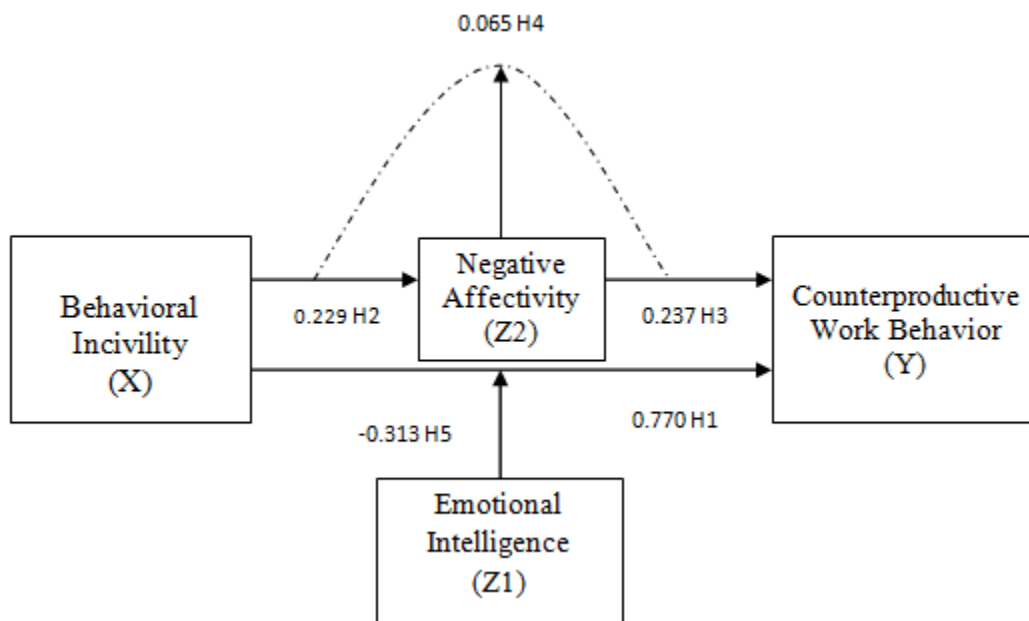 0.065 H4
Behavioral
Incivility
(X)
0.229 H2
Negative
Affectivity
(Z2)
0.237 H3
Counterproductive
Work Behavior
(Y)
-0.313 H5
0.770 H1
Emotional
Intelligence
(Z1)